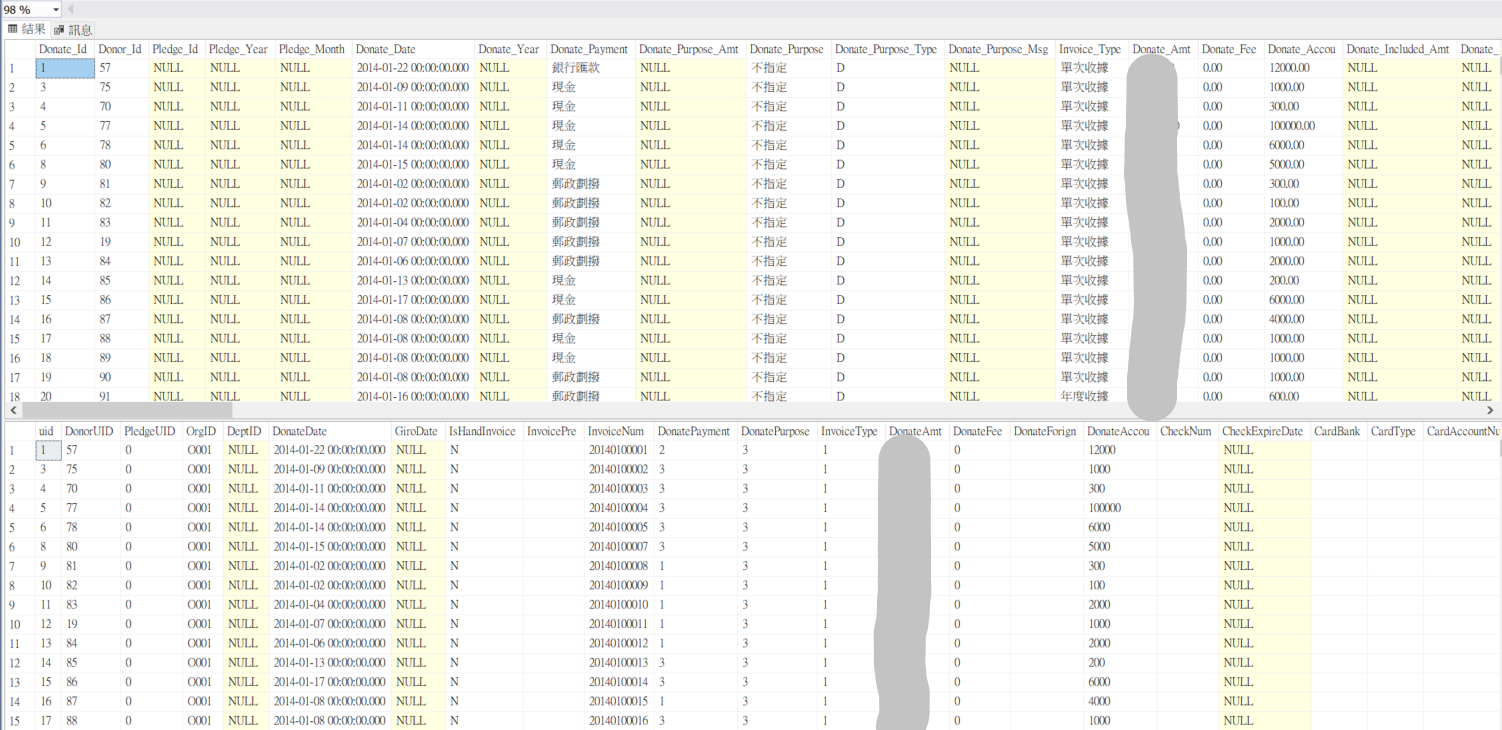 98 %
結果 訊息
Donate_Id Donor_Id Pledge_Id Pledge_Year Pledge_Month Donate_Date Donate_Year Donate_Payment Donate_Purpose_Amt Donate_Purpose Donate_Purpose_Type Donate_Purpose_Msg Invoice_Type Donate_Amt Donate_Fee Donate_Accou Donate_Included_Amt Donate_
1 1 57 NULL NULL NULL 2014-01-22 00:00:00.000 NULL 銀行匯款 NULL 不指定 D NULL 單次收據 0.00 12000.00 NULL NULL
2 3 75 NULL NULL NULL 2014-01-09 00:00:00.000 NULL 現金 NULL 不指定 D NULL 單次收據 0.00 1000.00 NULL NULL
3 4 70 NULL NULL NULL 2014-01-11 00:00:00.000 NULL 現金 NULL 不指定 D NULL 單次收據 0.00 300.00 NULL NULL
4 5 77 NULL NULL NULL 2014-01-14 00:00:00.000 NULL 現金 NULL 不指定 D NULL 單次收據 0.00 100000.00 NULL NULL
5 6 78 NULL NULL NULL 2014-01-14 00:00:00.000 NULL 現金 NULL 不指定 D NULL 單次收據 0.00 6000.00 NULL NULL
6 8 80 NULL NULL NULL 2014-01-15 00:00:00.000 NULL 現金 NULL 不指定 D NULL 單次收據 0.00 5000.00 NULL NULL
7 9 81 NULL NULL NULL 2014-01-02 00:00:00.000 NULL 郵政劃撥 NULL 不指定 D NULL 單次收據 0.00 300.00 NULL NULL
8 10 82 NULL NULL NULL 2014-01-02 00:00:00.000 NULL 郵政劃撥 NULL 不指定 D NULL 單次收據 0.00 100.00 NULL NULL
9 11 83 NULL NULL NULL 2014-01-04 00:00:00.000 NULL 郵政劃撥 NULL 不指定 D NULL 單次收據 0.00 2000.00 NULL NULL
10 12 19 NULL NULL NULL 2014-01-07 00:00:00.000 NULL 郵政劃撥 NULL 不指定 D NULL 單次收據 0.00 1000.00 NULL NULL
11 13 84 NULL NULL NULL 2014-01-06 00:00:00.000 NULL 郵政劃撥 NULL 不指定 D NULL 單次收據 0.00 2000.00 NULL NULL
12 14 85 NULL NULL NULL 2014-01-13 00:00:00.000 NULL 現金 NULL 不指定 D NULL 單次收據 0.00 200.00 NULL NULL
13 15 86 NULL NULL NULL 2014-01-17 00:00:00.000 NULL 現金 NULL 不指定 D NULL 單次收據 0.00 6000.00 NULL NULL
14 16 87 NULL NULL NULL 2014-01-08 00:00:00.000 NULL 郵政劃撥 NULL 不指定 D NULL 單次收據 0.00 4000.00 NULL NULL
15 17 88 NULL NULL NULL 2014-01-08 00:00:00.000 NULL 現金 NULL 不指定 D NULL 單次收據 0.00 1000.00 NULL NULL
16 18 89 NULL NULL NULL 2014-01-08 00:00:00.000 NULL 現金 NULL 不指定 D NULL 單次收據 0.00 1000.00 NULL NULL
17 19 90 NULL NULL NULL 2014-01-08 00:00:00.000 NULL 郵政劃撥 NULL 不指定 D NULL 單次收據 0.00 1000.00 NULL NULL
18 20 91 NULL NULL NULL 2014-01-16 00:00:00.000 NULL 郵政劃撥 NULL 不指定 D NULL 年度收據 0.00 600.00 NULL NULL
uid DonorUID PledgeUID OrgID DeptID DonateDate GiroDate IsHandInvoice InvoicePre InvoiceNum DonatePayment DonatePurpose InvoiceType DonateAmt DonateFee DonateForign DonateAccou CheckNum CheckExpireDate CardBank CardType CardAccountNu
1 1 57 0 O001 NULL 2014-01-22 00:00:00.000 NULL N 20140100001 2 3 1 0 12000 NULL
2 3 75 0 O001 NULL 2014-01-09 00:00:00.000 NULL N 20140100002 3 3 1 0 1000 NULL
3 4 70 0 O001 NULL 2014-01-11 00:00:00.000 NULL N 20140100003 3 3 1 0 300 NULL
4 5 77 0 O001 NULL 2014-01-14 00:00:00.000 NULL N 20140100004 3 3 1 0 100000 NULL
5 6 78 0 O001 NULL 2014-01-14 00:00:00.000 NULL N 20140100005 3 3 1 0 6000 NULL
6 8 80 0 O001 NULL 2014-01-15 00:00:00.000 NULL N 20140100007 3 3 1 0 5000 NULL
7 9 81 0 O001 NULL 2014-01-02 00:00:00.000 NULL N 20140100008 1 3 1 0 300 NULL
8 10 82 0 O001 NULL 2014-01-02 00:00:00.000 NULL N 20140100009 1 3 1 0 100 NULL
9 11 83 0 O001 NULL 2014-01-04 00:00:00.000 NULL N 20140100010 1 3 1 0 2000 NULL
10 12 19 0 O001 NULL 2014-01-07 00:00:00.000 NULL N 20140100011 1 3 1 0 1000 NULL
11 13 84 0 O001 NULL 2014-01-06 00:00:00.000 NULL N 20140100012 1 3 1 0 2000 NULL
12 14 85 0 O001 NULL 2014-01-13 00:00:00.000 NULL N 20140100013 3 3 1 0 200 NULL
13 15 86 0 O001 NULL 2014-01-17 00:00:00.000 NULL N 20140100014 3 3 1 0 6000 NULL
14 16 87 0 O001 NULL 2014-01-08 00:00:00.000 NULL N 20140100015 1 3 1 0 4000 NULL
15 17 88 0 O001 NULL 2014-01-08 00:00:00.000 NULL N 20140100016 3 3 1 0 1000 NULL